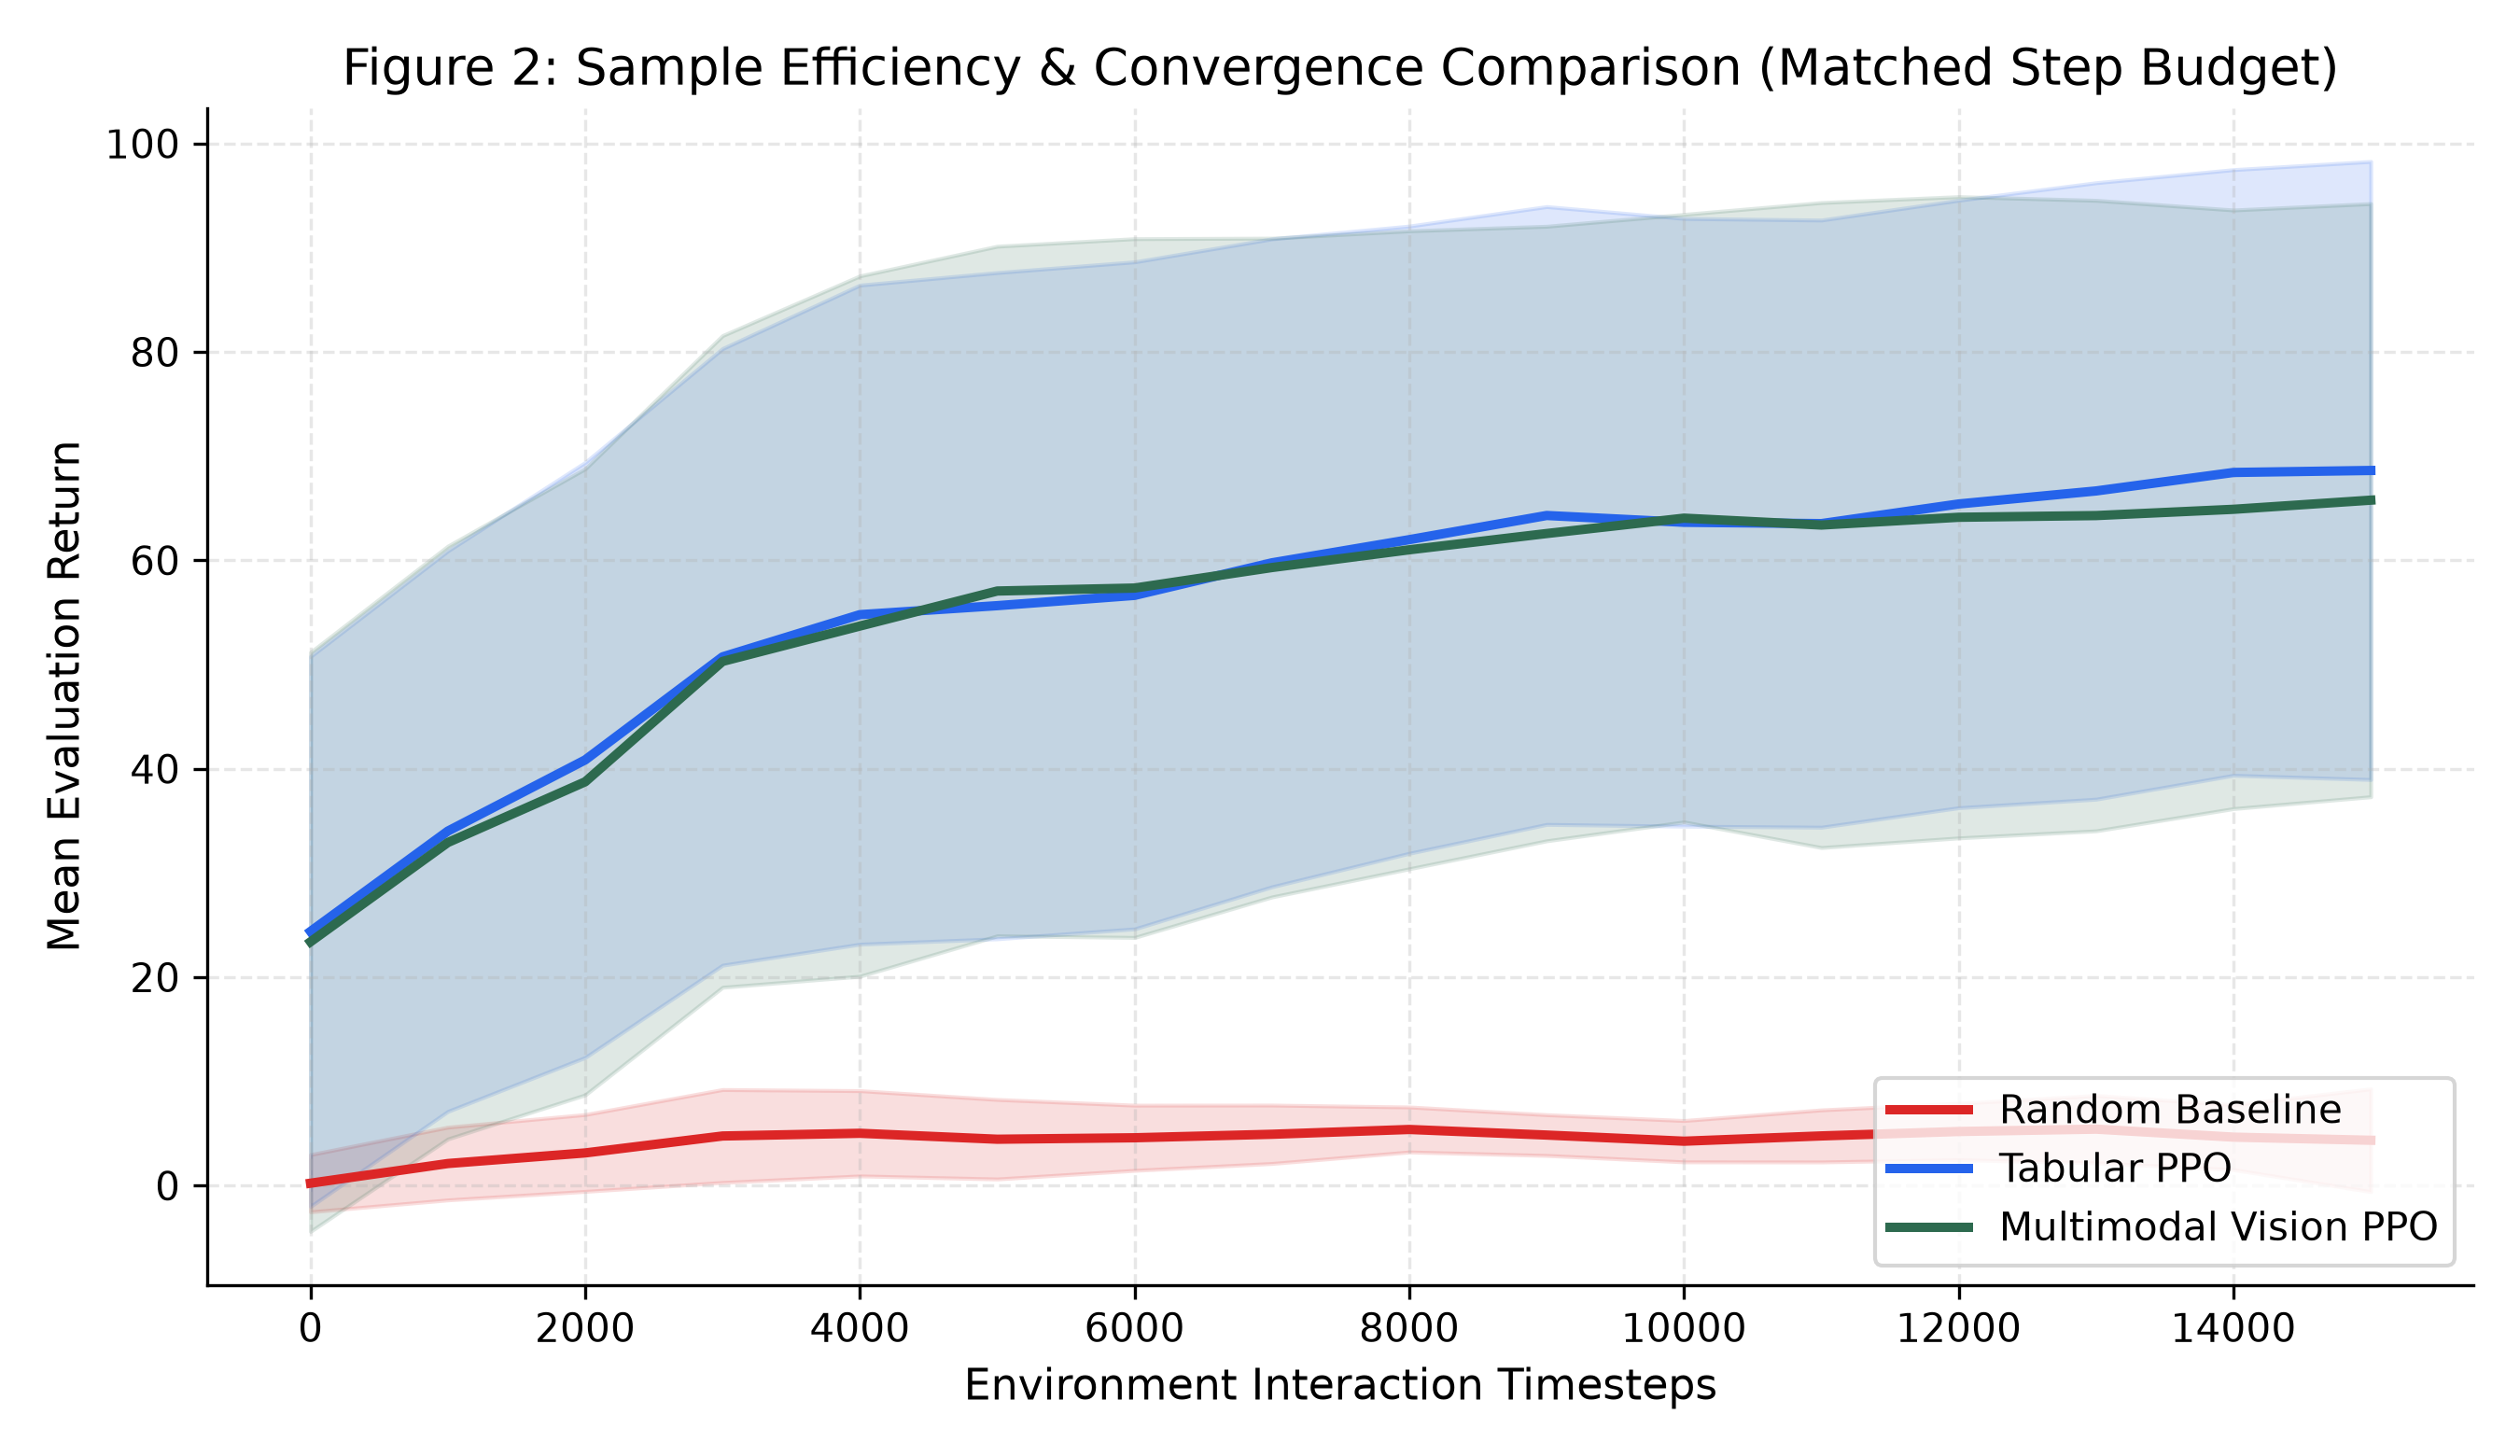 Figure 2: Sample Efficiency & Convergence Comparison (Matched Step Budget)
100
80
60
40
20
0
Mean Evaluation Return
0 2000 4000 6000 8000 10000 12000 14000
Environment Interaction Timesteps
Random Baseline
Tabular PPO
Multimodal Vision PPO